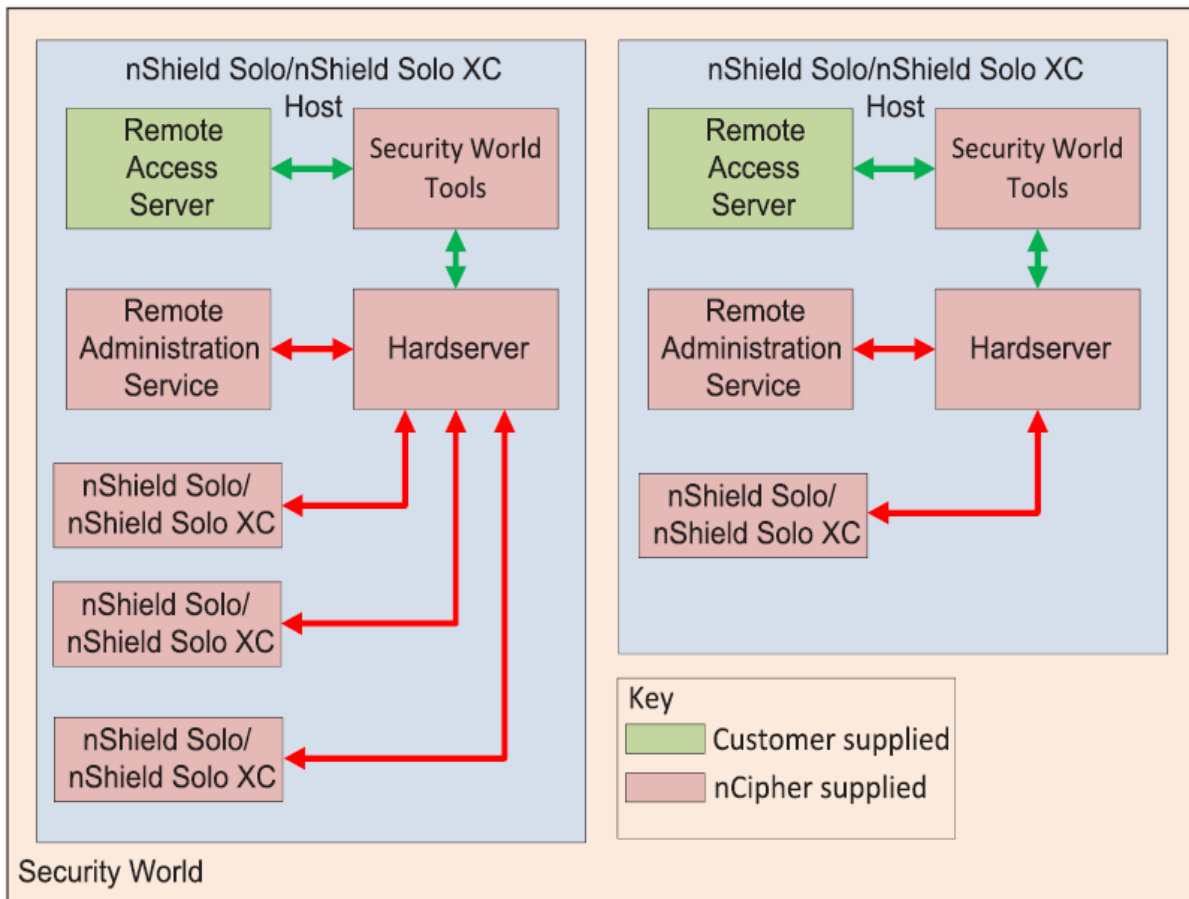 nShield Solo/nShield Solo XC
Host
Remote
Access
Server
Security World
Tools
Remote
Administration
Service
Hardserver
nShield Solo/
nShield Solo XC
nShield Solo/
nShield Solo XC
nShield Solo/
nShield Solo XC
nShield Solo/nShield Solo XC
Host
Remote
Access
Server
Security World
Tools
Remote
Administration
Service
Hardserver
nShield Solo/
nShield Solo XC
Key
Customer supplied
nCipher supplied
Security World